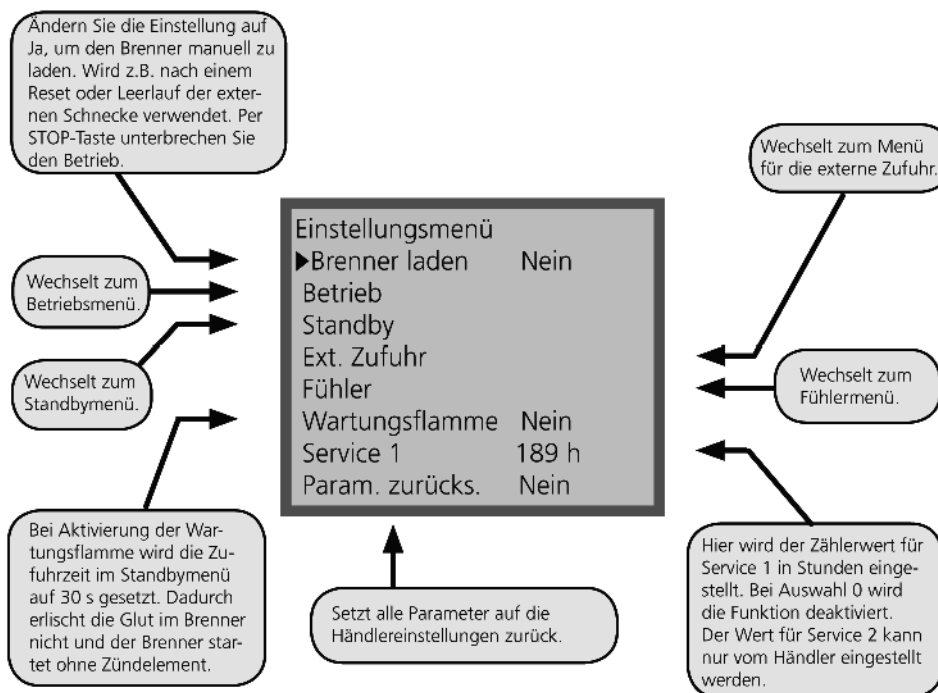 Ändern Sie die Einstellung auf
Ja, um den Brenner manuell zu
laden. Wird z.B. nach einem
Reset oder Leerlauf der exter-
nen Schnecke verwendet. Per
STOP-Taste unterbrechen Sie
den Betrieb.
Wechselt zum
Betriebsmenü.
Wechselt zum
Standbymenü.
Bei Aktivierung der War-
tungsflamme wird die Zu-
fuhrzeit im Standbymenü
auf 30 s gesetzt. Dadurch
erlischt die Glut im Brenner
nicht und der Brenner star-
tet ohne Zündelement.
Einstellungsmenü
▶Brenner laden Nein
Betrieb
Standby
Ext. Zufuhr
Fühler
Wartungsflamme Nein
Service 1 189 h
Param. zurücks. Nein
Setzt alle Parameter auf die
Händlereinstellungen zurück.
Wechselt zum Menü
für die externe Zufuhr.
Wechselt zum
Fühlermenü.
Hier wird der Zählerwert für
Service 1 in Stunden einge-
stellt. Bei Auswahl 0 wird
die Funktion deaktiviert.
Der Wert für Service 2 kann
nur vom Händler eingestellt
werden.